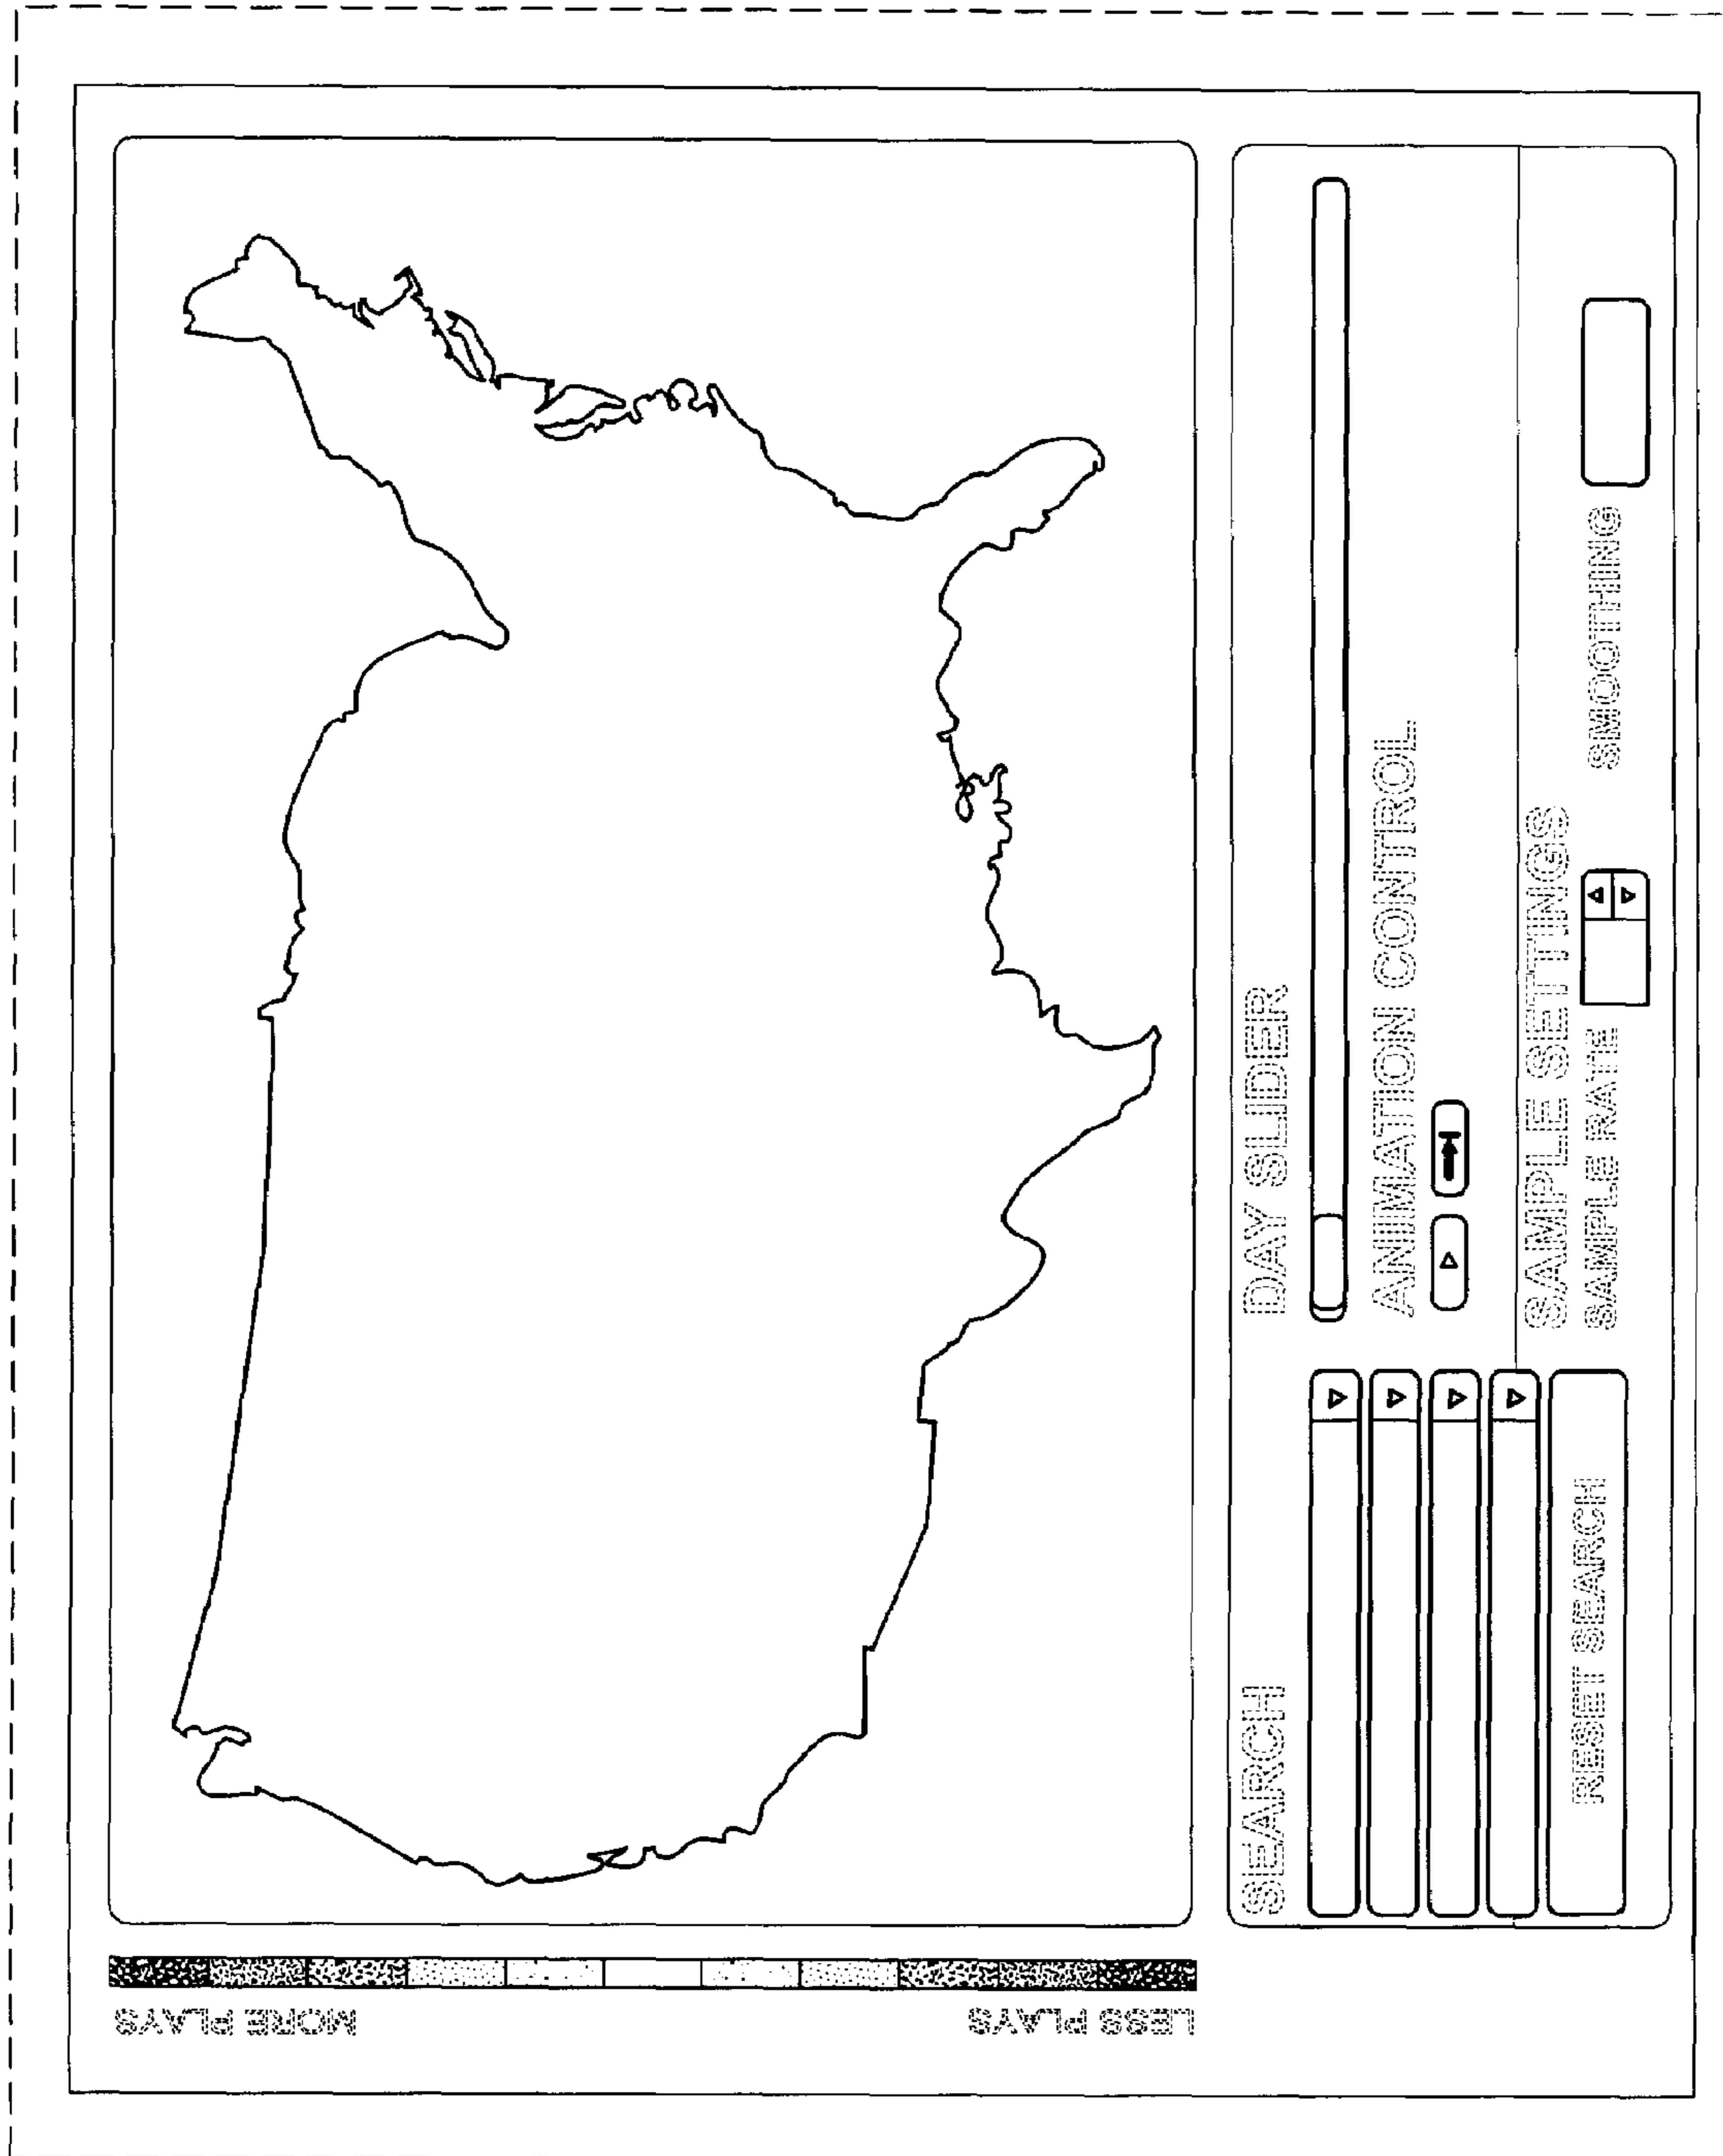 MORE PLAYS
LESS PLAYS
SEARCH
RESET SEARCH
DAY SLIDER
ANIMATION CONTROL
SAMPLE SETTINGS
SAMPLE RATE
SMOOTHING